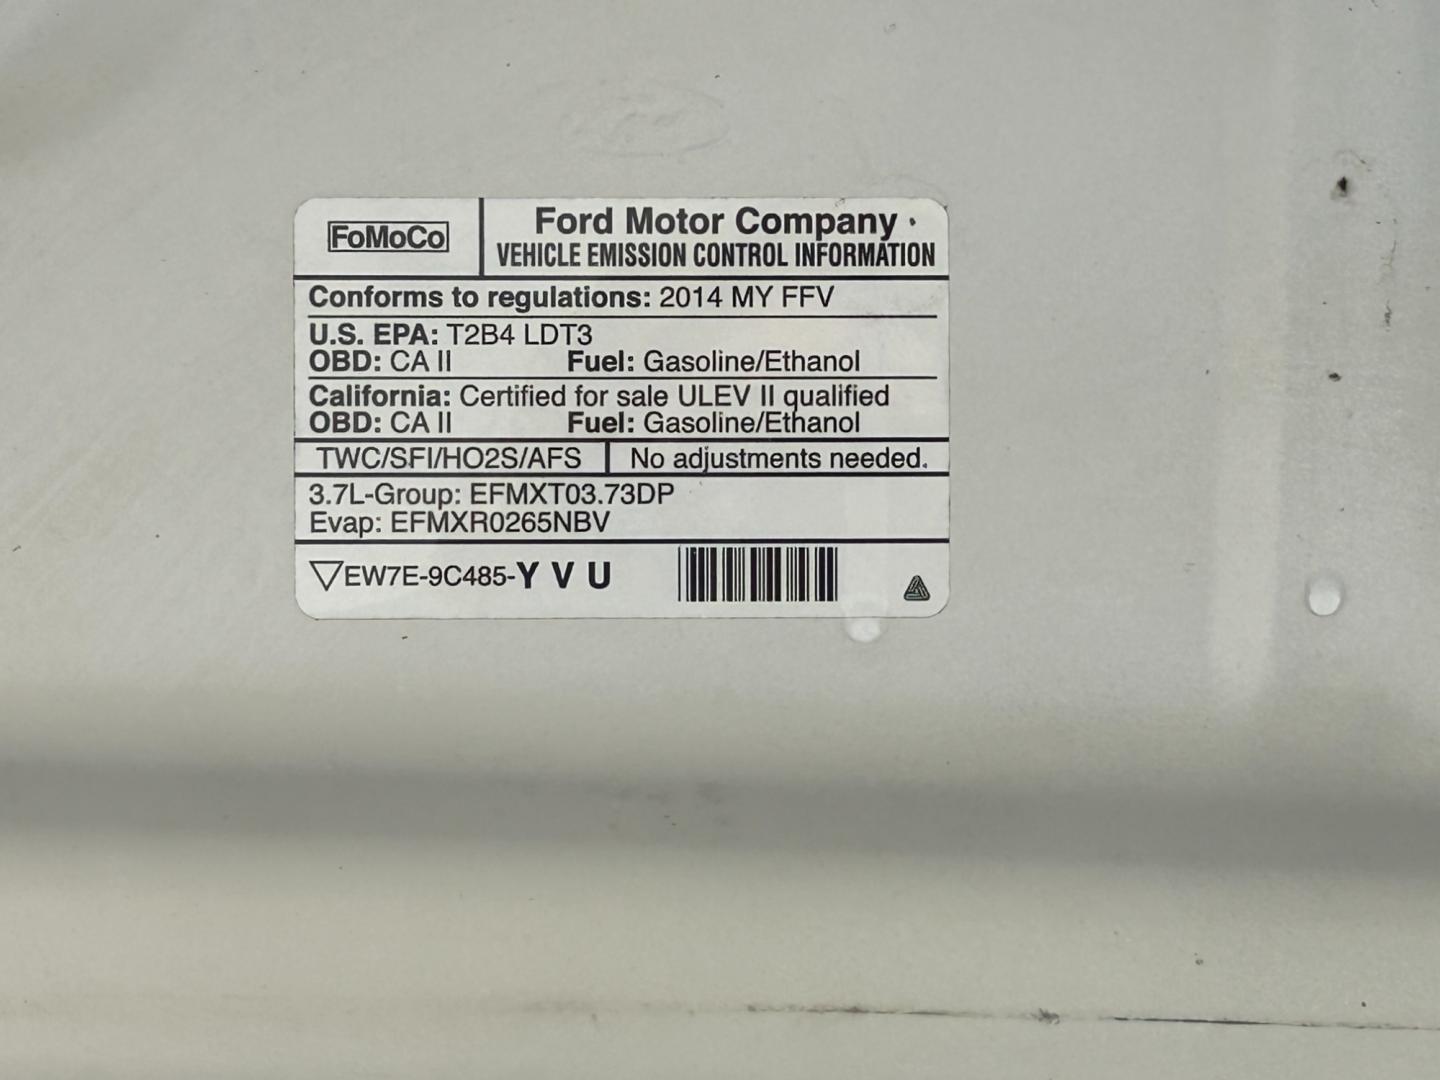 FoMoCo
Ford Motor Company
VEHICLE EMISSION CONTROL INFORMATION
Conforms to regulations: 2014 MY FFV
U.S. EPA: T2B4 LDT3
OBD: CA II Fuel: Gasoline/Ethanol
California: Certified for sale ULEV II qualified
OBD: CA II Fuel: Gasoline/Ethanol
TWC/SFI/HO2S/AFS No adjustments needed.
3.7L-Group: EFMXT03.73DP
Evap: EFMXR0265NBV
EW7E-9C485-Y V U